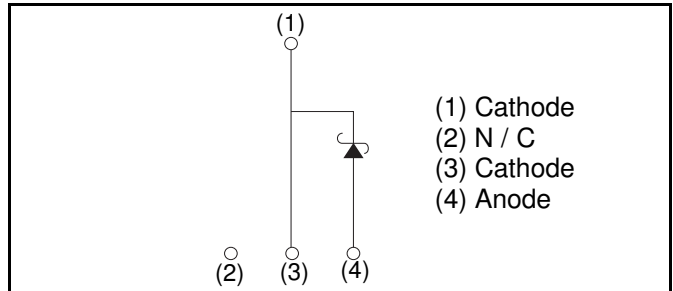 (1)
(1) Cathode
(2) N / C
(3) Cathode
(4) Anode
(2) (3) (4)